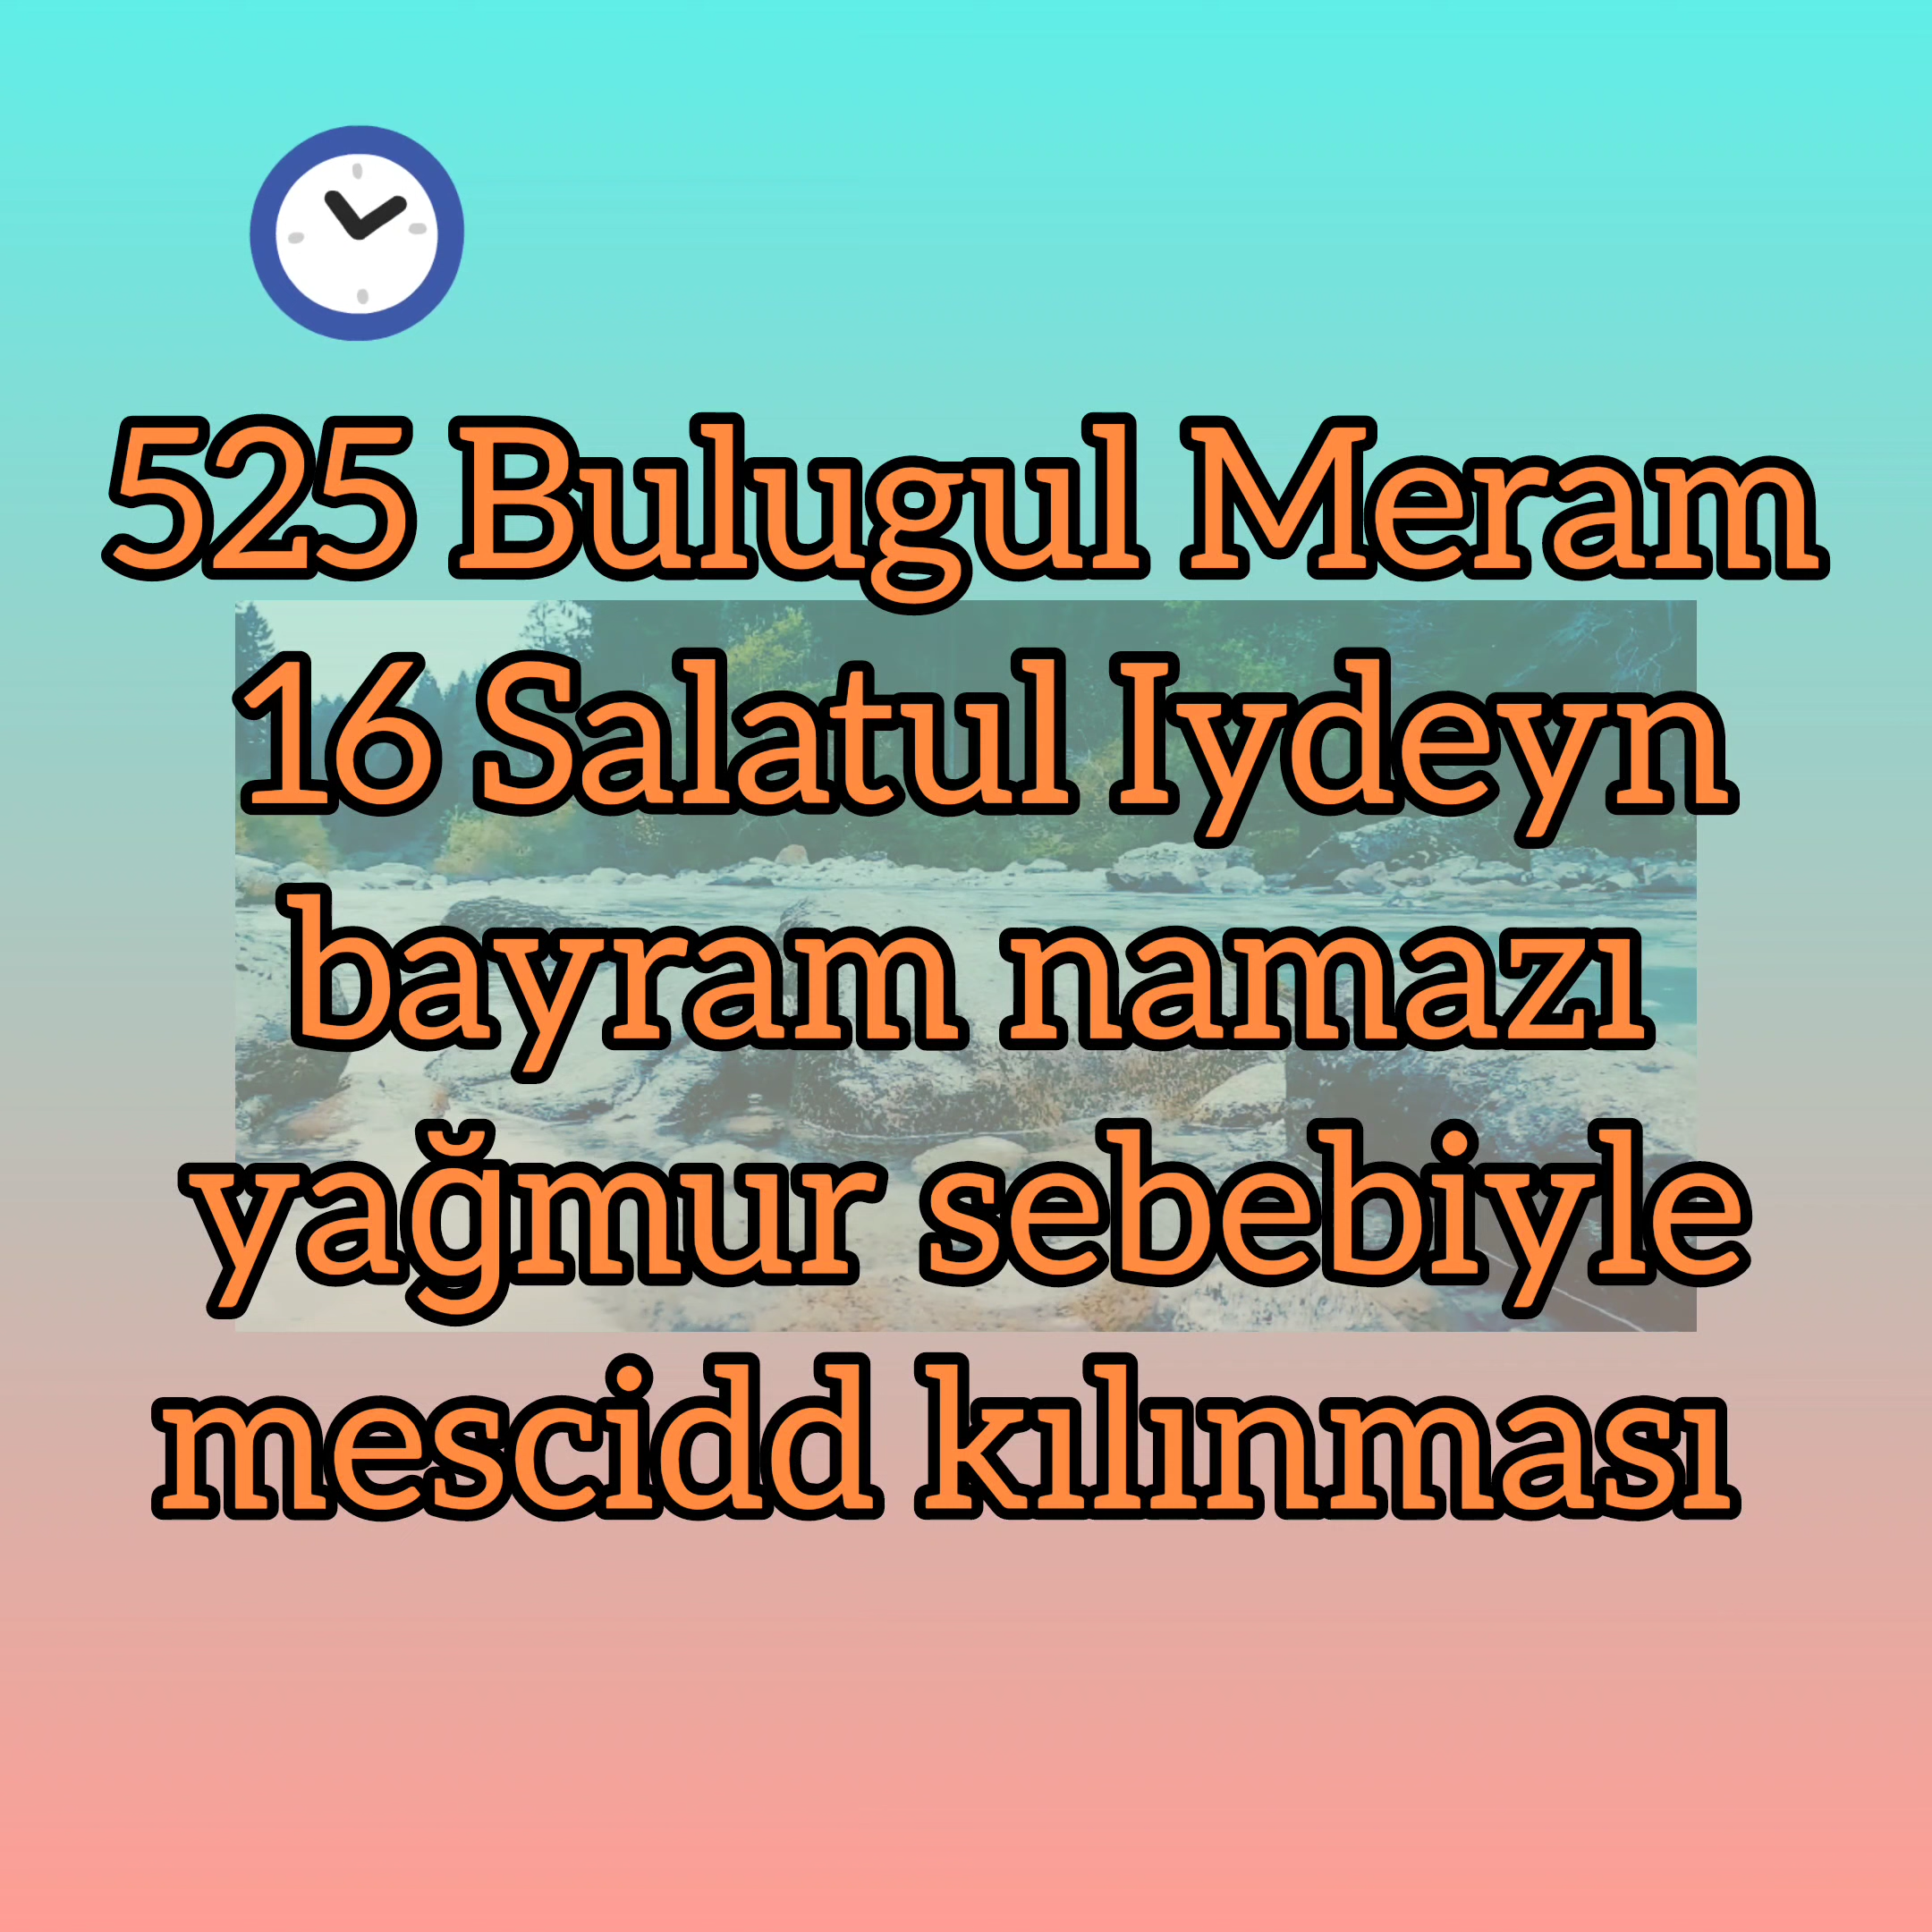 525 Bulugul Meram
16 Salatul Iydeyn
bayram namazı
yağmur sebebiyle
mescidd kılınması